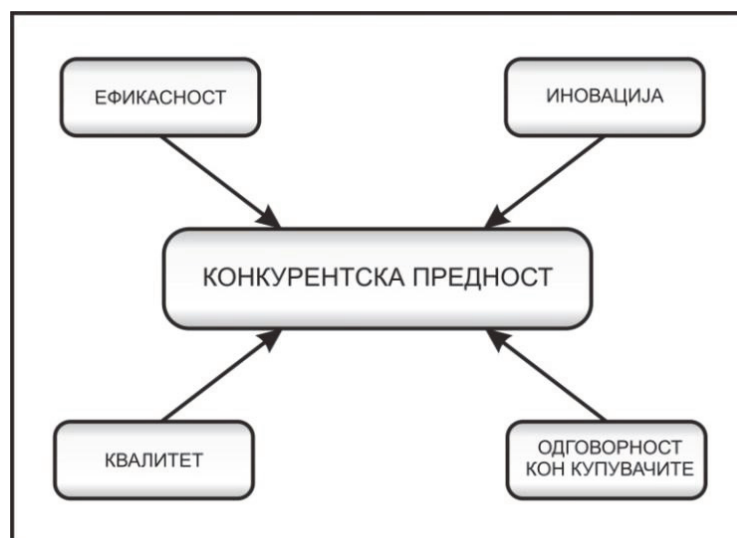 ЕФИКАСНОСТ
ИНОВАЦИЈА
КОНКУРЕНТСКА ПРЕДНОСТ
КВАЛИТЕТ
ОДГОВОРНОСТ
КОН КУПУВАЧИТЕ